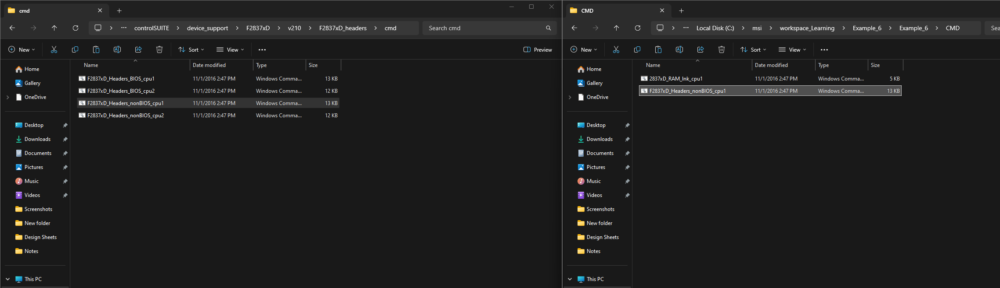 cmd
controlSUITE device_support F2837xD v210 F2837xD_headers cmd
Search cmd
New Sort View Preview
Name Date modified Type Size
F2837xD_Headers_BIOS_cpu1 11/1/2016 2:47 PM Windows Comma... 13 KB
F2837xD_Headers_BIOS_cpu2 11/1/2016 2:47 PM Windows Comma... 12 KB
F2837xD_Headers_nonBIOS_cpu1 11/1/2016 2:47 PM Windows Comma... 13 KB
F2837xD_Headers_nonBIOS_cpu2 11/1/2016 2:47 PM Windows Comma... 12 KB
Home
Gallery
OneDrive
Desktop
Downloads
Documents
Pictures
Music
Videos
Screenshots
New folder
Design Sheets
Notes
This PC
CMD
Local Disk (C:) msi workspace_Learning Example_6 Example_6 CMD
Sea
New Sort View
Name Date modified Type Size
2837xD_RAM_lnk_cpu1 11/1/2016 2:47 PM Windows Comma... 5 KB
F2837xD_Headers_nonBIOS_cpu1 11/1/2016 2:47 PM Windows Comma... 13 KB
Home
Gallery
OneDrive
Desktop
Downloads
Documents
Pictures
Music
Videos
Screenshots
New folder
Design Sheets
Notes
This PC